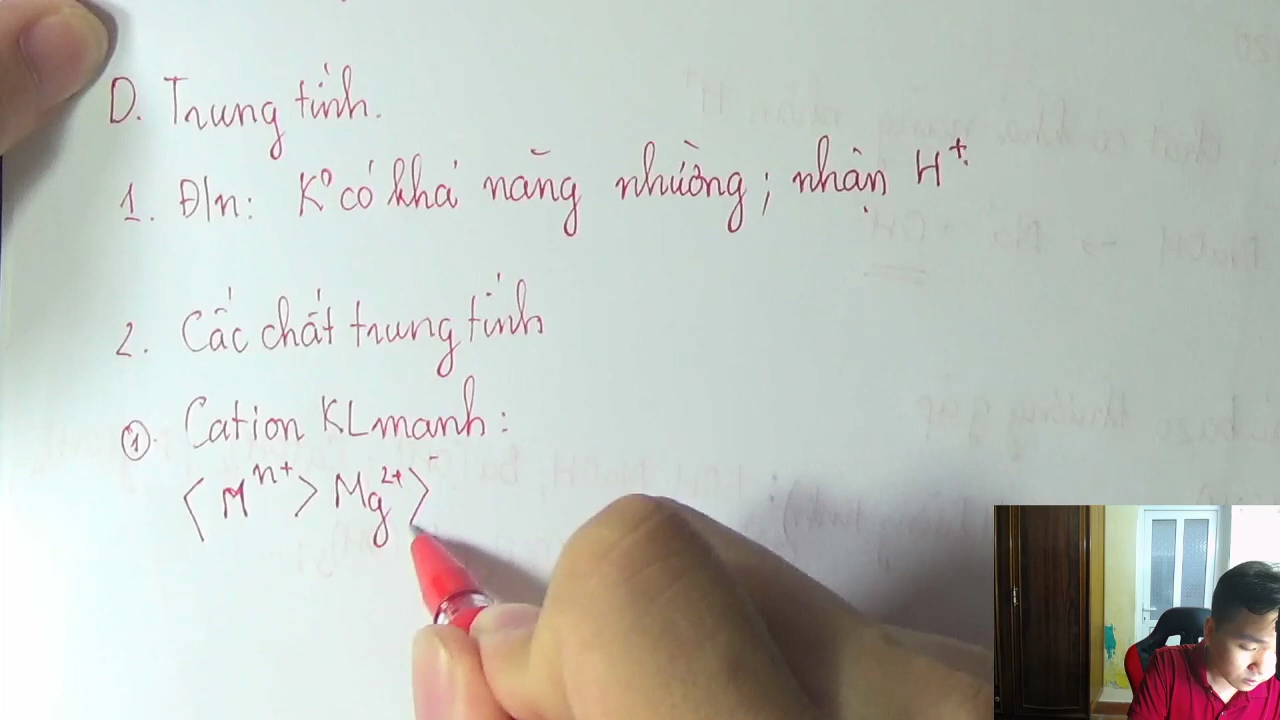 D. Trung tính.
1. Đ/n: K° có khả năng nhường; nhận H⁺.
2. Các chất trung tính
①. Cation KL mạnh:
⟨Mⁿ⁺ > Mg²⁺⟩